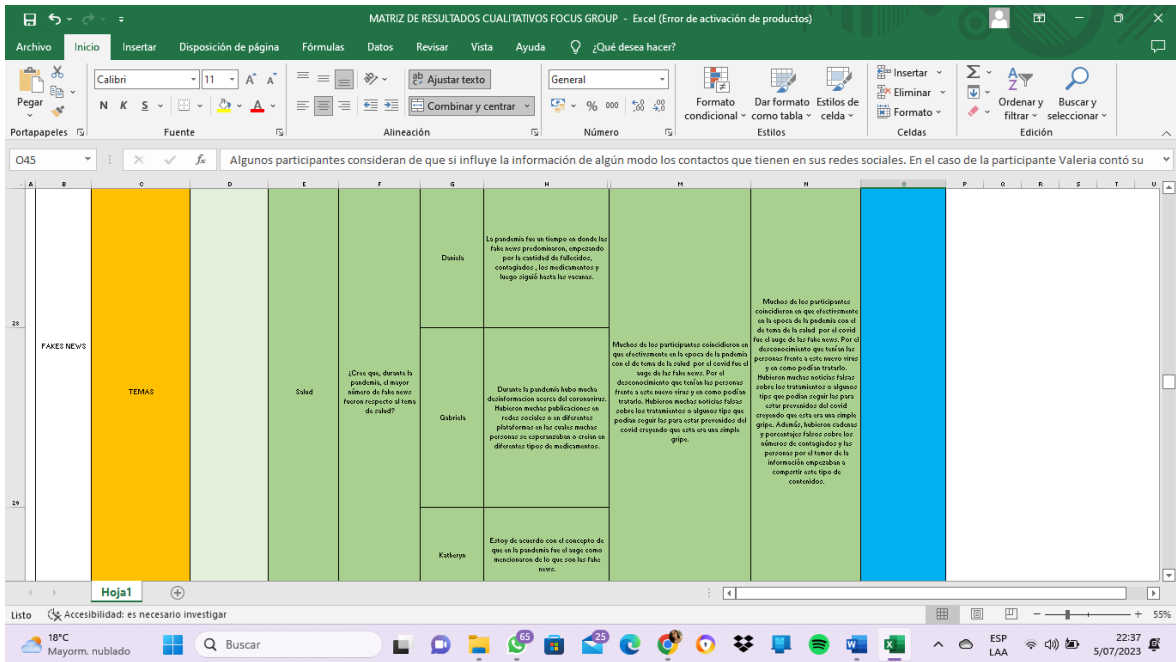 MATRIZ DE RESULTADOS CUALITATIVOS FOCUS GROUP - Excel (Error de activación de productos)
Archivo Inicio Insertar Disposición de página Fórmulas Datos Revisar Vista Ayuda ¿Qué desea hacer?
Pegar
Portapapeles
Calibri 11
N K S
Fuente
Ajustar texto
Combinar y centrar
Alineación
General
% 000
Número
Formato condicional
Dar formato como tabla
Estilos de celda
Estilos
Insertar
Eliminar
Formato
Celdas
Ordenar y filtrar
Buscar y seleccionar
Edición
O45
fx
Algunos participantes consideran de que si influye la información de algún modo los contactos que tienen en sus redes sociales. En el caso de la participante Valeria contó su
A B C D E F G H M N O P Q R S T U
28
29
FAKES NEWS
TEMAS
Salud
¿Cree que, durante la
pandemia, el mayor
número de fake news
fueron respecto al tema
de salud?
Daniela
La pandemia fue un tiempo en donde las
fake news predominaron, empezando
por la cantidad de fallecidos,
contagiados , los medicamentos y
luego siguió hasta las vacunas.
Gabriela
Durante la pandemia hubo mucha
desinformacion acerca del coronavirus.
Hubieron muchas publicaciones en
redes sociales o en diferentes
plataformas en las cuales muchas
personas se esperanzaban o creían en
diferentes tipos de medicamentos.
Katheryn
Estoy de acuerdo con el concepto de
que en la pandemia fue el auge como
mencionaron de lo que son las fake
news.
Muchos de los participantes coincidieron en
que efectivamente en la epoca de la pndemia
con el de tema de la salud por el covid fue el
auge de las fake news. Por el
desconocimiento que tenían las personas
frente a este nuevo virus y en como podían
tratarlo. Hubieron muchas noticias falsas
sobre los tratamientos o algunos tips que
podían seguir las para estar prevenidos del
covid creyendo que esta era una simple
gripe.
Muchos de los participantes
coincidieron en que efectivamente
en la epoca de la pndemia con el
de tema de la salud por el covid
fue el auge de las fake news. Por el
desconocimiento que tenían las
personas frente a este nuevo virus
y en como podían tratarlo.
Hubieron muchas noticias falsas
sobre los tratamientos o algunos
tips que podían seguir las para
estar prevenidos del covid
creyendo que esta era una simple
gripe. Además, hubieron cadenas
y porcentajes falsos sobre los
números de contagiados y las
personas por el temor de la
información empezaban a
compartir este tipo de
contenidos.
Hoja1
Listo Accesibilidad: es necesario investigar 55%
18°C
Mayorm. nublado
Buscar
65
25
ESP
LAA
22:37
5/07/2023